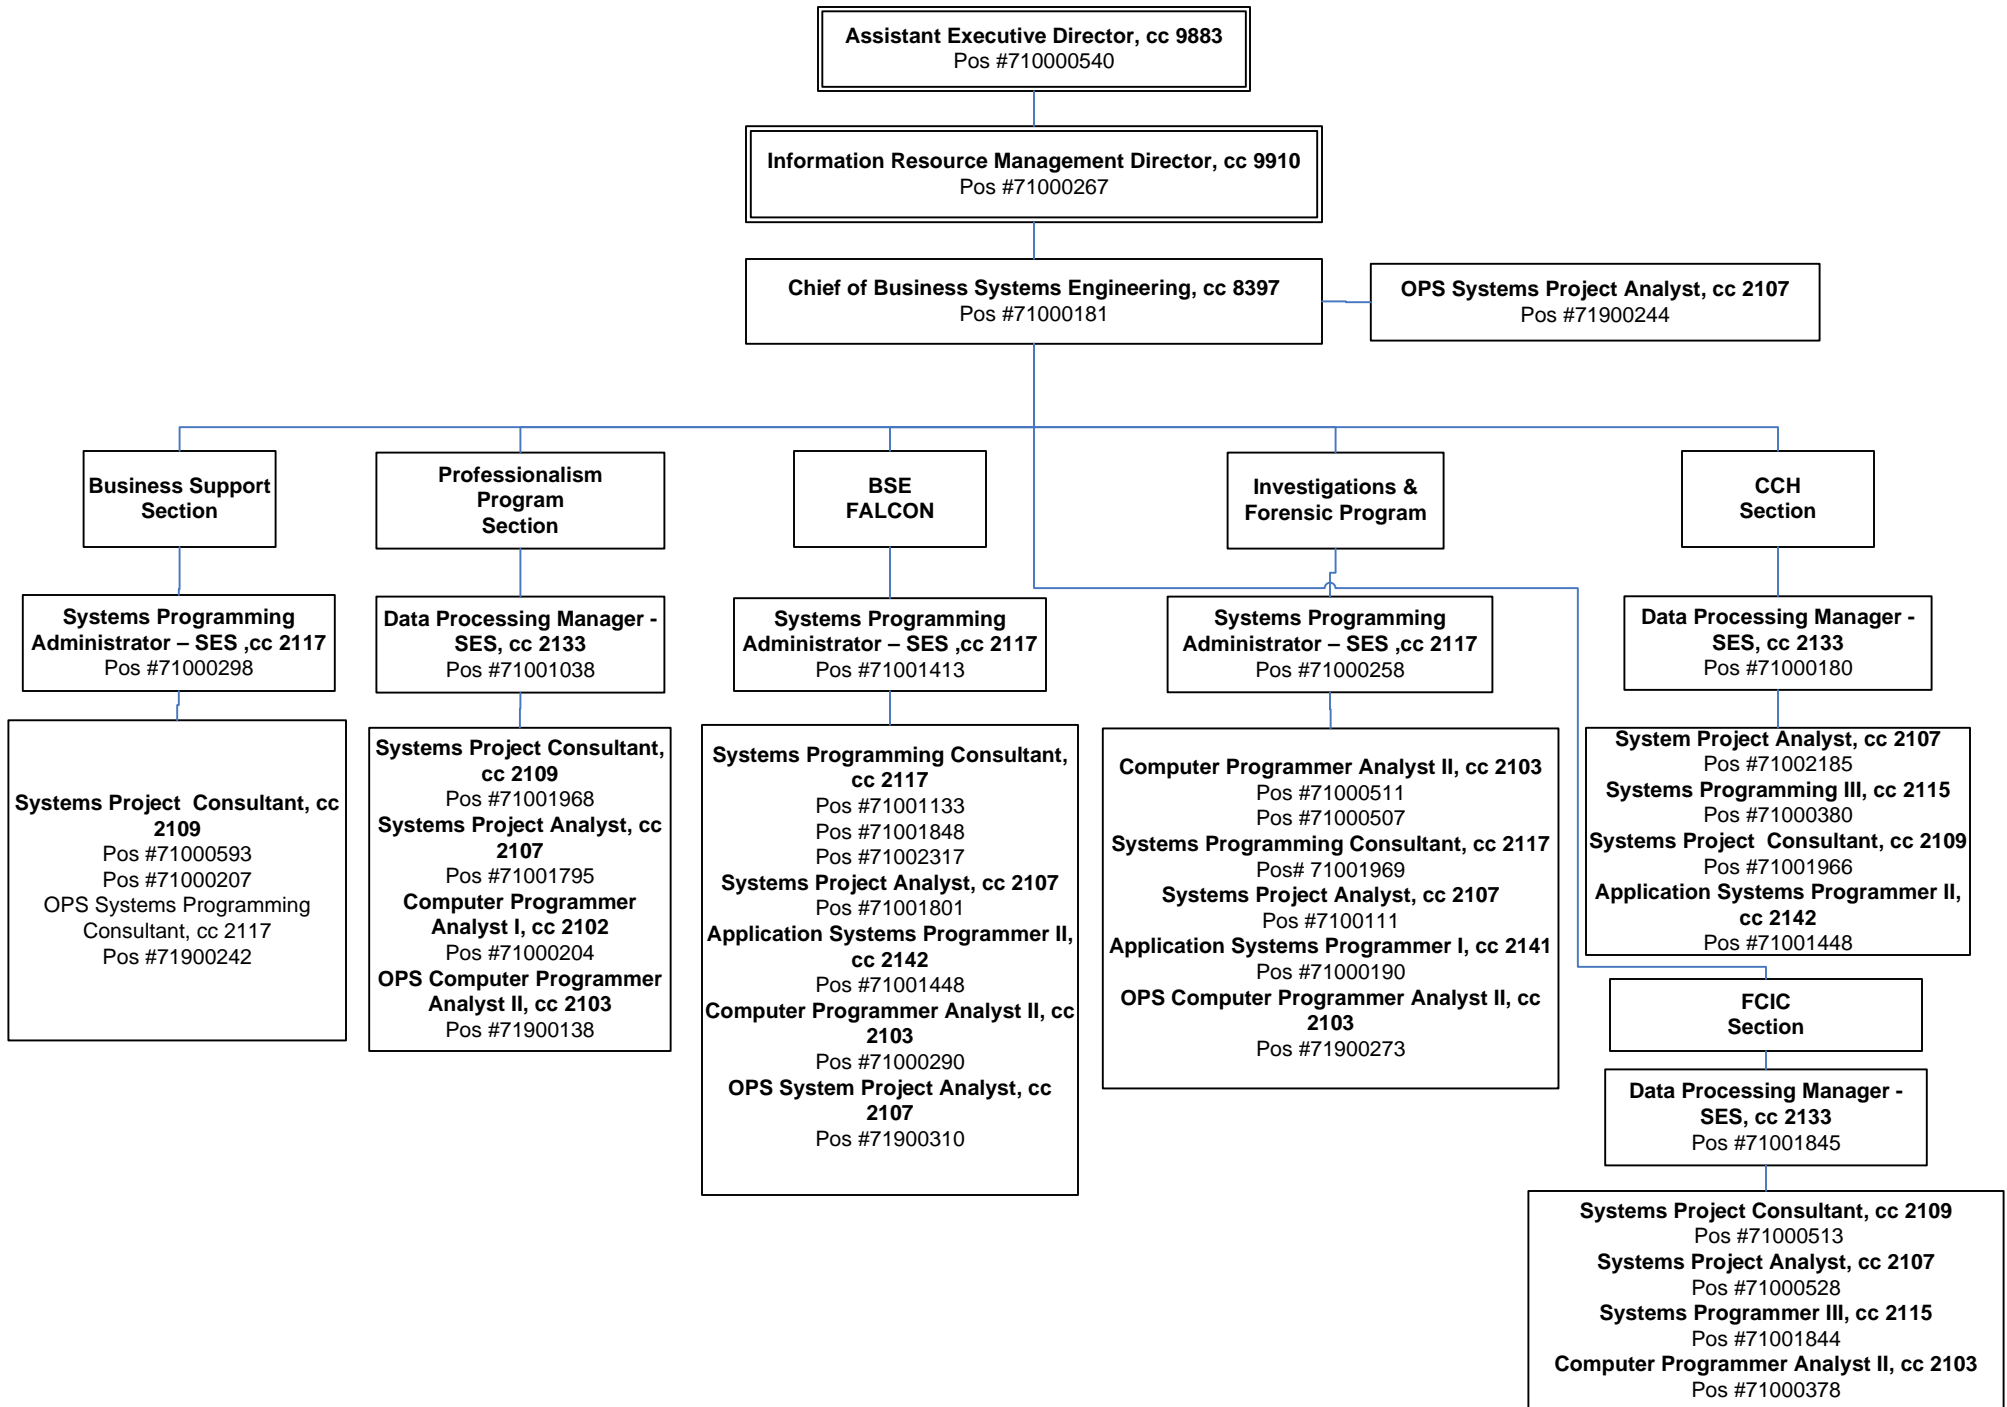 Assistant Executive Director, cc 9883
Pos #710000540
Information Resource Management Director, cc 9910
Pos #71000267
Chief of Business Systems Engineering, cc 8397
Pos #71000181
OPS Systems Project Analyst, cc 2107
Pos #71900244
Business Support
Section
Professionalism
Program
Section
BSE
FALCON
Investigations &
Forensic Program
CCH
Section
Systems Programming
Administrator – SES ,cc 2117
Pos #71000298
Data Processing Manager -
SES, cc 2133
Pos #71001038
Systems Programming
Administrator – SES ,cc 2117
Pos #71001413
Systems Programming
Administrator – SES ,cc 2117
Pos #71000258
Data Processing Manager -
SES, cc 2133
Pos #71000180
Systems Project  Consultant, cc
2109
Pos #71000593
Pos #71000207
OPS Systems Programming
Consultant, cc 2117
Pos #71900242
Systems Project Consultant,
cc 2109
Pos #71001968
Systems Project Analyst, cc
2107
Pos #71001795
Computer Programmer
Analyst I, cc 2102
Pos #71000204
OPS Computer Programmer
Analyst II, cc 2103
Pos #71900138
Systems Programming Consultant,
cc 2117
Pos #71001133
Pos #71001848
Pos #71002317
Systems Project Analyst, cc 2107
Pos #71001801
Application Systems Programmer II,
cc 2142
Pos #71001448
Computer Programmer Analyst II, cc
2103
Pos #71000290
OPS System Project Analyst, cc
2107
Pos #71900310
Computer Programmer Analyst II, cc 2103
Pos #71000511
Pos #71000507
Systems Programming Consultant, cc 2117
Pos# 71001969
Systems Project Analyst, cc 2107
Pos #7100111
Application Systems Programmer I, cc 2141
Pos #71000190
OPS Computer Programmer Analyst II, cc
2103
Pos #71900273
System Project Analyst, cc 2107
Pos #71002185
Systems Programming III, cc 2115
Pos #71000380
Systems Project  Consultant, cc 2109
Pos #71001966
Application Systems Programmer II,
cc 2142
Pos #71001448
FCIC
Section
Data Processing Manager -
SES, cc 2133
Pos #71001845
Systems Project Consultant, cc 2109
Pos #71000513
Systems Project Analyst, cc 2107
Pos #71000528
Systems Programmer III, cc 2115
Pos #71001844
Computer Programmer Analyst II, cc 2103
Pos #71000378